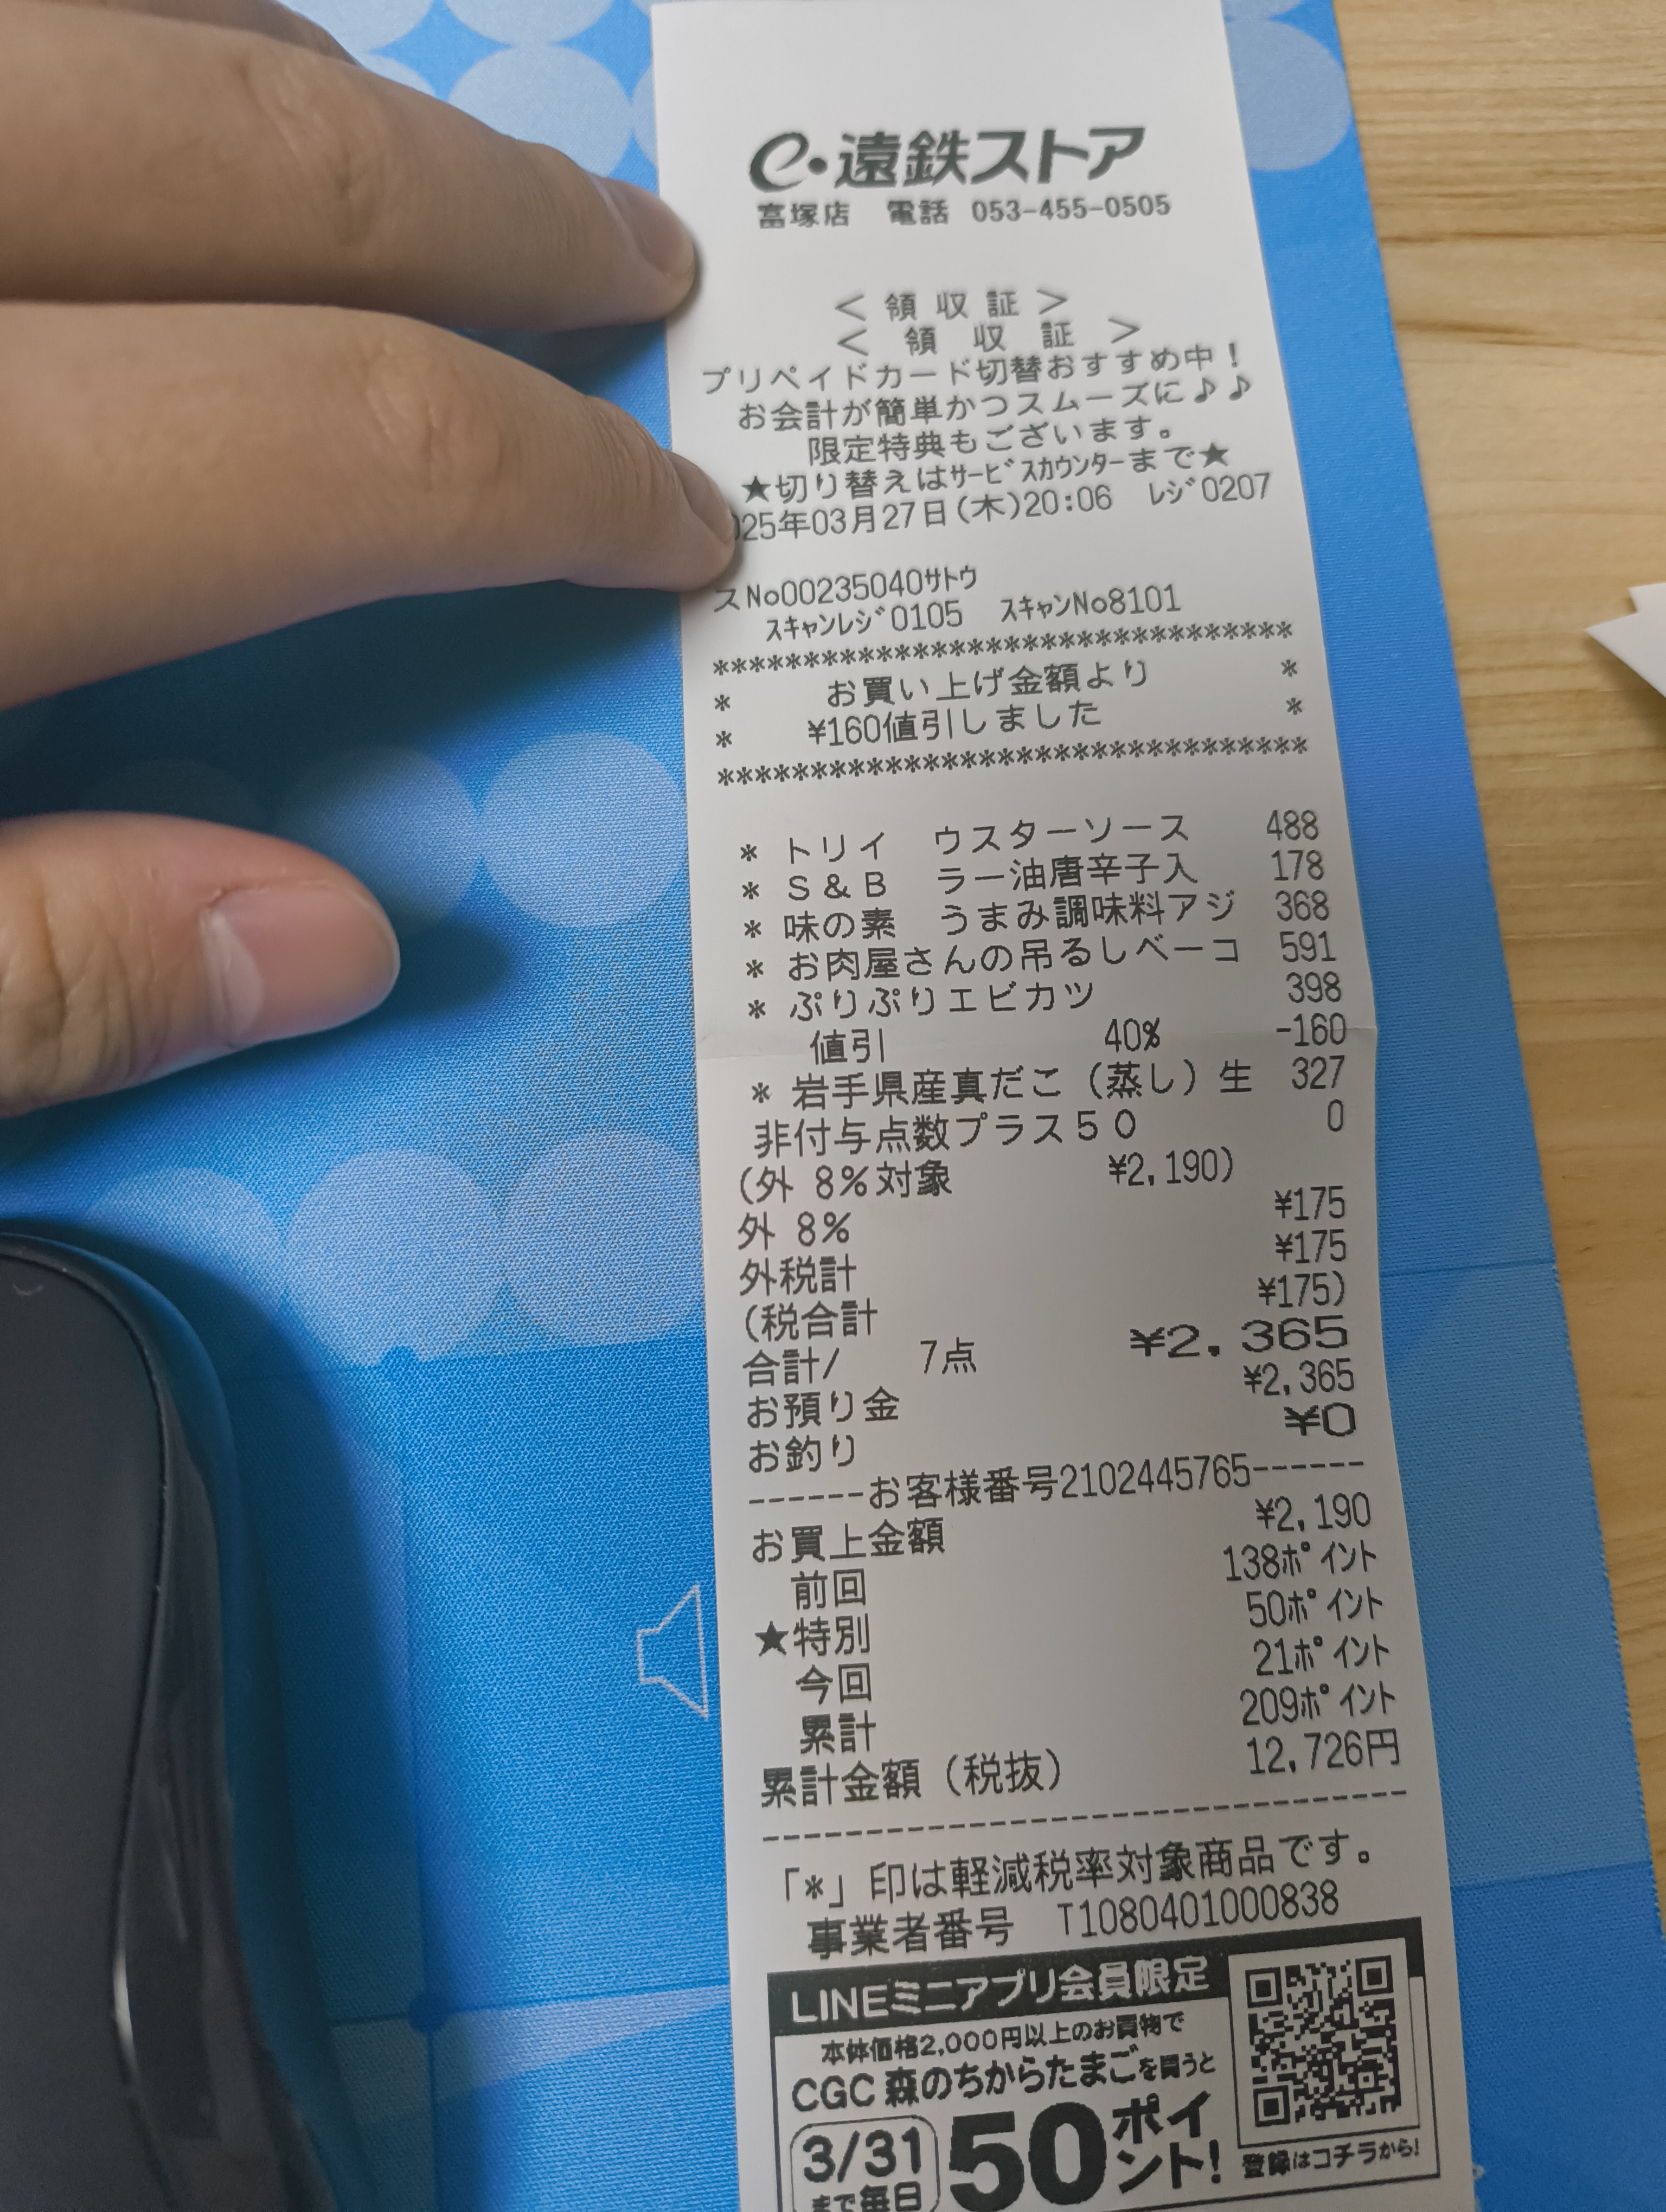 e・遠鉄ストア
富塚店 電話 053-455-0505
＜ 領 収 証 ＞
＜ 領 収 証 ＞
プリペイドカード切替おすすめ中！
お会計が簡単かつスムーズに♪♪
限定特典もございます。
★切り替えはｻｰﾋﾞｽｶｳﾝﾀｰまで★
025年03月27日(木)20:06 ﾚｼﾞ0207
スNo00235040ｻﾄｳ
ｽｷｬﾝﾚｼﾞ0105 ｽｷｬﾝNo8101
********************************
* お買い上げ金額より *
* ¥160値引しました *
********************************
* トリイ ウスターソース 488
* Ｓ＆Ｂ ラー油唐辛子入 178
* 味の素 うまみ調味料アジ 368
* お肉屋さんの吊るしベーコ 591
* ぷりぷりエビカツ 398
値引 40% -160
* 岩手県産真だこ（蒸し）生 327
非付与点数プラス５０ 0
(外 8%対象 ¥2,190)
外 8% ¥175
外税計 ¥175
(税合計 ¥175)
合計/ 7点 ¥2,365
お預り金 ¥2,365
お釣り ¥0
------お客様番号2102445765------
お買上金額 ¥2,190
前回 138ﾎﾟｲﾝﾄ
★特別 50ﾎﾟｲﾝﾄ
今回 21ﾎﾟｲﾝﾄ
累計 209ﾎﾟｲﾝﾄ
累計金額（税抜） 12,726円
--------------------------------
「*」印は軽減税率対象商品です。
事業者番号 T1080401000838
LINEミニアプリ会員限定
本体価格2,000円以上のお買物で
CGC 森のちからたまごを買うと
3/31
まで毎日
50ポイント!
登録はコチラから!